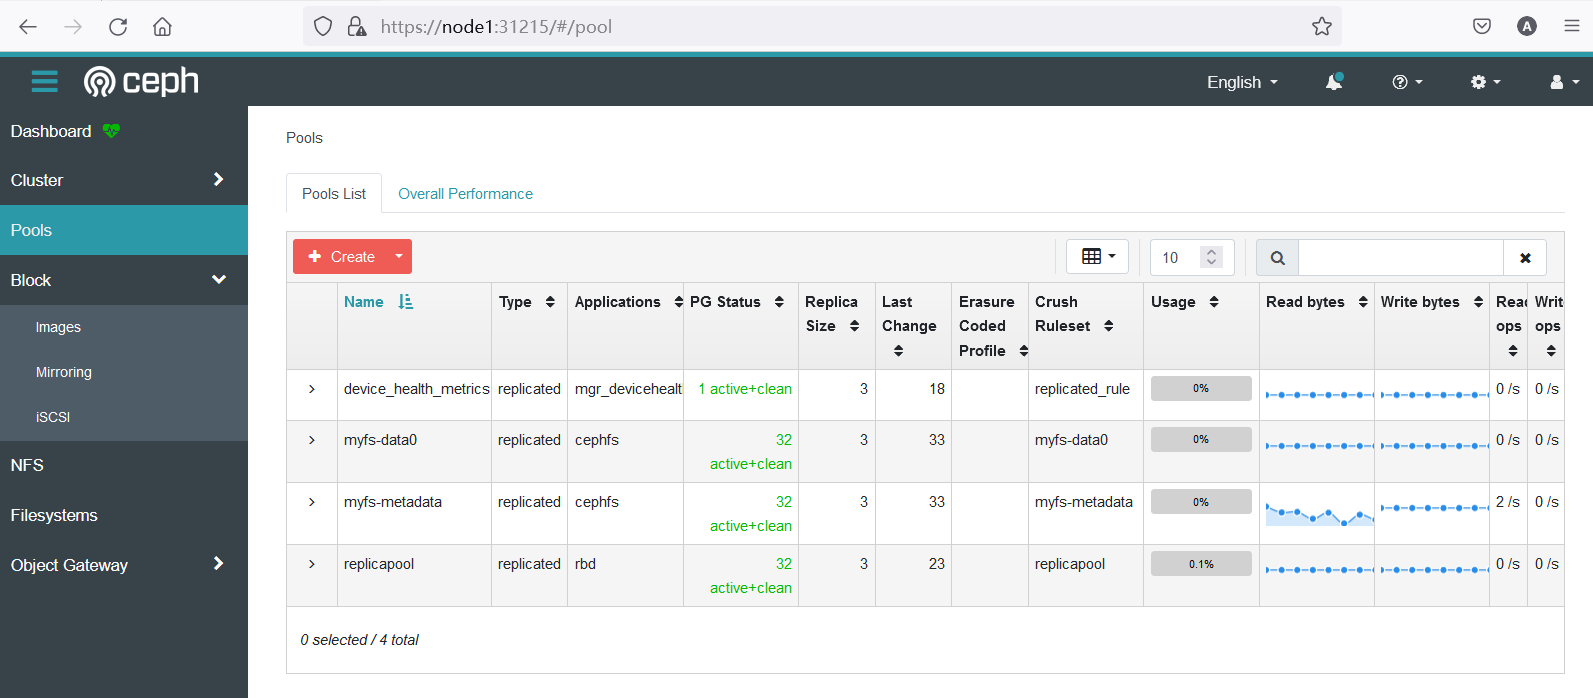 https://node1:31215/#/pool
A
ceph
English
Dashboard
Cluster
Pools
Block
Images
Mirroring
iSCSI
NFS
Filesystems
Object Gateway
Pools
Pools List Overall Performance
Create
10
Name Type Applications PG Status Replica Size Last Change Erasure Coded Profile Crush Ruleset Usage Read bytes Write bytes Read ops Writ ops
device_health_metrics replicated mgr_devicehealt 1 active+clean 3 18 replicated_rule 0% 0 /s 0 /s
myfs-data0 replicated cephfs 32 active+clean 3 33 myfs-data0 0% 0 /s 0 /s
myfs-metadata replicated cephfs 32 active+clean 3 33 myfs-metadata 0% 2 /s 0 /s
replicapool replicated rbd 32 active+clean 3 23 replicapool 0.1% 0 /s 0 /s
0 selected / 4 total